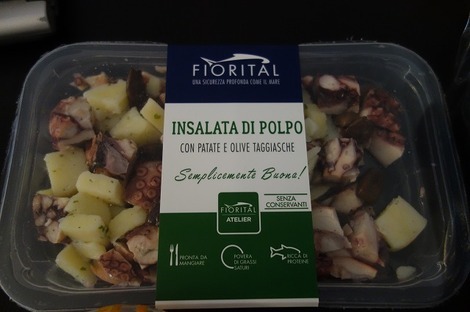 FIORITAL
UNA SICUREZZA PROFONDA COME IL MARE
INSALATA DI POLPO
CON PATATE E OLIVE TAGGIASCHE
Semplicemente Buona!
SENZA
CONSERVANTI
FIORITAL
ATELIER
PRONTA DA
MANGIARE
POVERA
DI GRASSI
SATURI
RICCA DI
PROTEINE